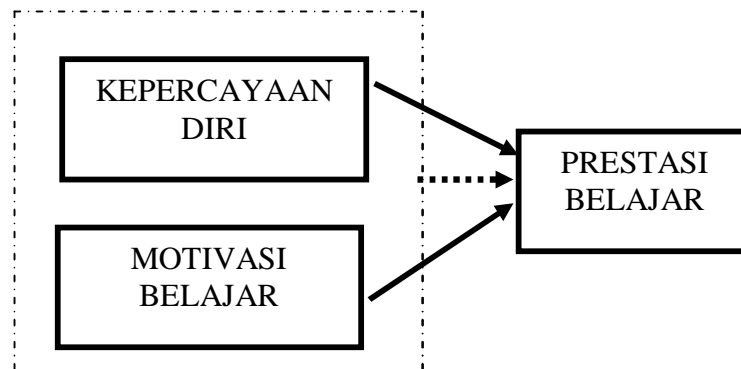 KEPERCAYAAN
DIRI
PRESTASI
BELAJAR
MOTIVASI
BELAJAR